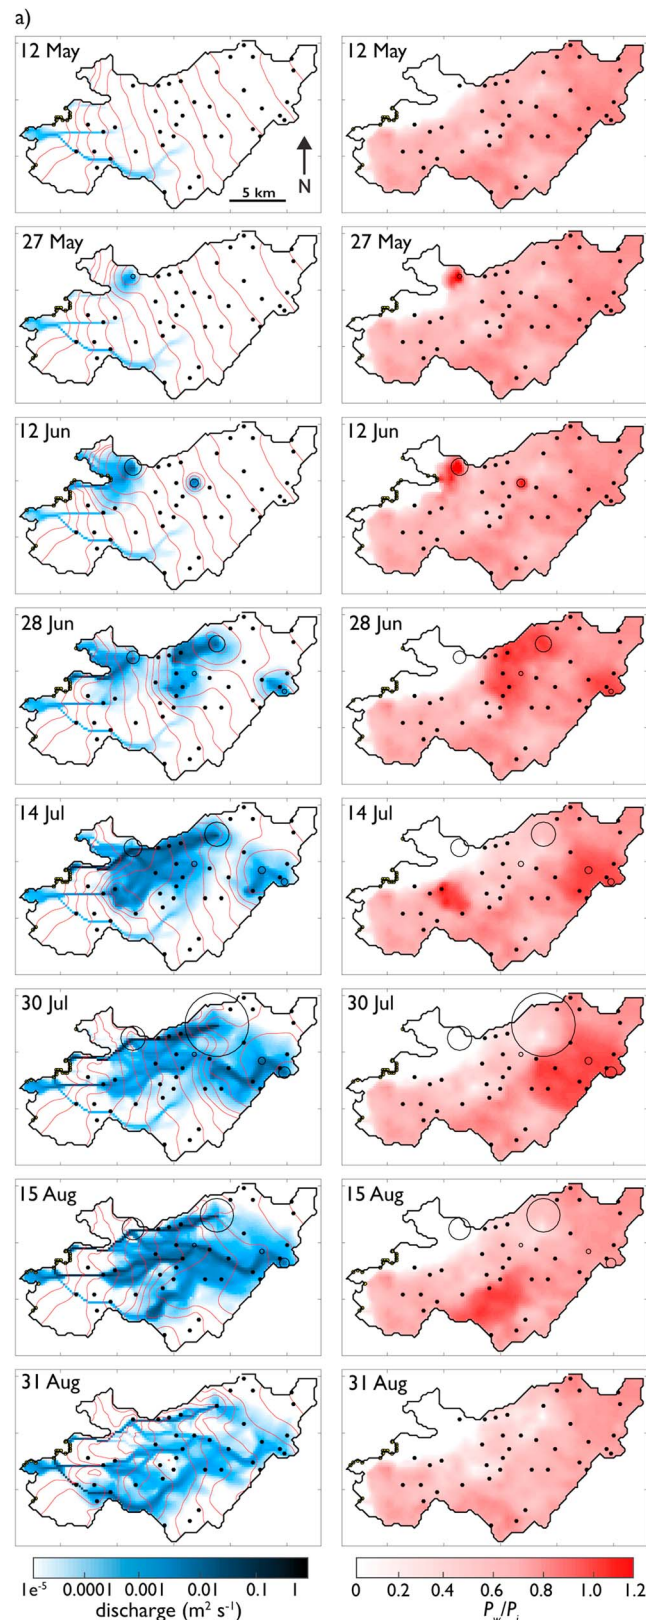 a)
12 May
12 May
N
5 km
27 May
27 May
12 Jun
12 Jun
28 Jun
28 Jun
14 Jul
14 Jul
30 Jul
30 Jul
15 Aug
15 Aug
31 Aug
31 Aug
1e⁻⁵ 0.0001 0.001 0.01 0.1 1
discharge (m² s⁻¹)
0 0.2 0.4 0.6 0.8 1.0 1.2
P_w/P_i